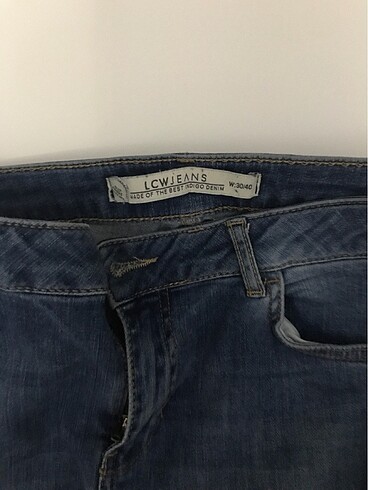 LCWJEANS
MADE OF THE BEST INDIGO DENIM
W:30/40